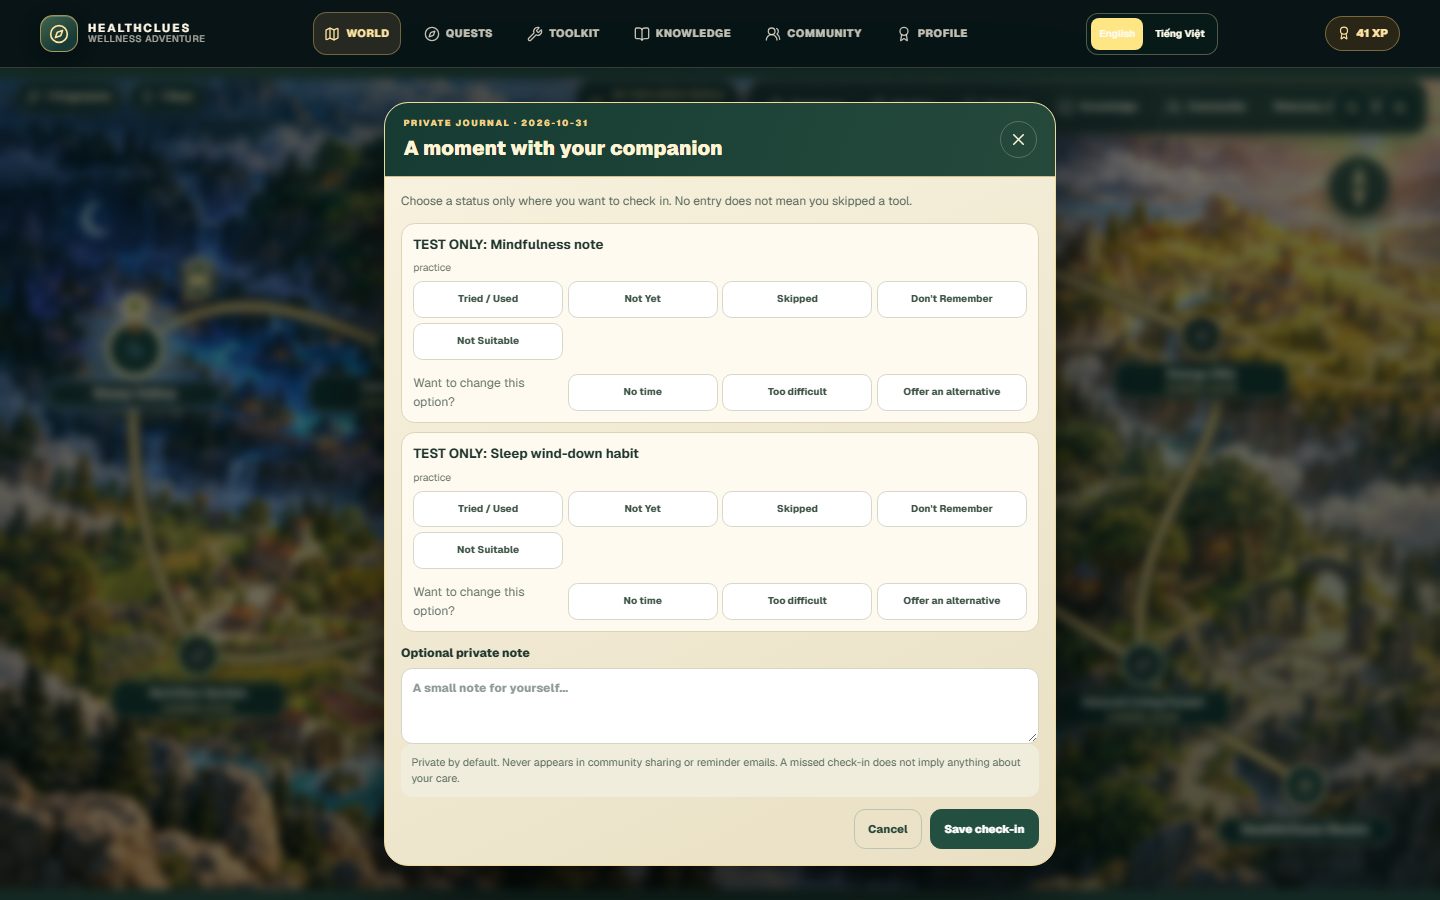 HEALTHCLUES
WELLNESS ADVENTURE
WORLD
QUESTS
TOOLKIT
KNOWLEDGE
COMMUNITY
PROFILE
English
Tiếng Việt
41 XP
PRIVATE JOURNAL · 2026-10-31
A moment with your companion
Choose a status only where you want to check in. No entry does not mean you skipped a tool.
TEST ONLY: Mindfulness note
practice
Tried / Used
Not Yet
Skipped
Don't Remember
Not Suitable
Want to change this
option?
No time
Too difficult
Offer an alternative
TEST ONLY: Sleep wind-down habit
practice
Tried / Used
Not Yet
Skipped
Don't Remember
Not Suitable
Want to change this
option?
No time
Too difficult
Offer an alternative
Optional private note
A small note for yourself...
Private by default. Never appears in community sharing or reminder emails. A missed check-in does not imply anything about
your care.
Cancel
Save check-in